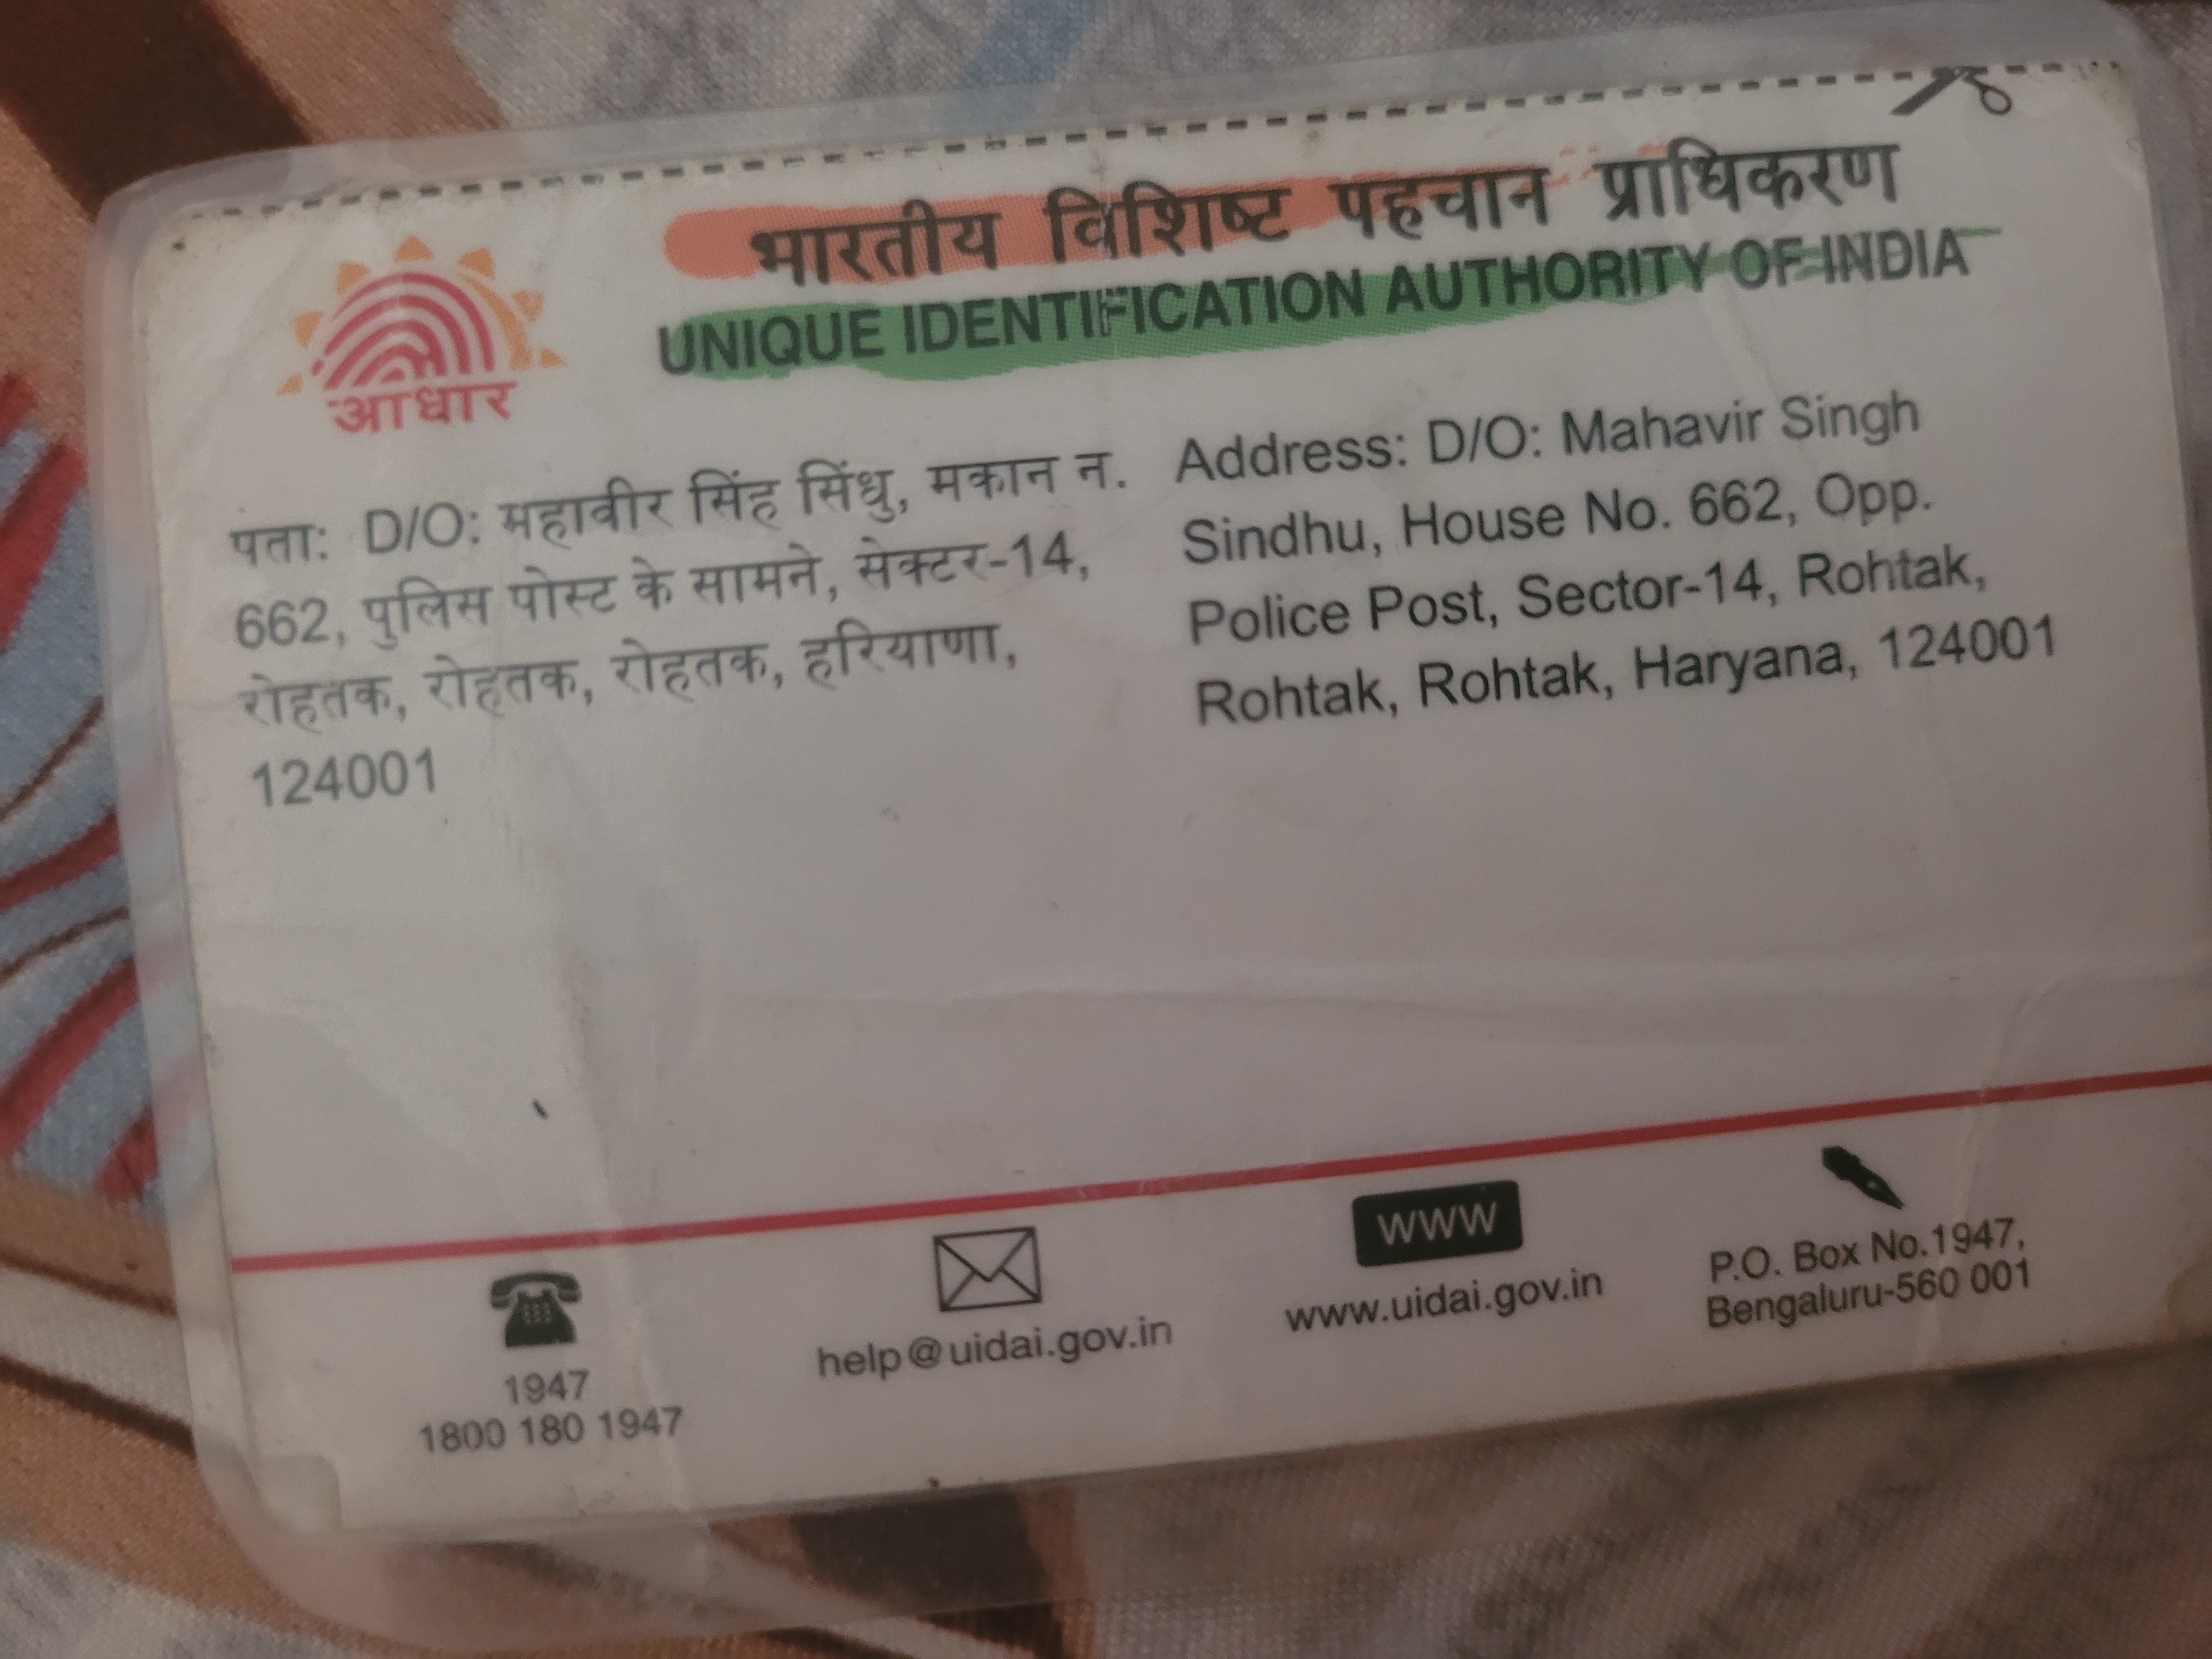 भारतीय विशिष्ट पहचान प्राधिकरण
UNIQUE IDENTIFICATION AUTHORITY OF INDIA
आधार
पता: D/O: महावीर सिंह सिंधु, मकान न.
662, पुलिस पोस्ट के सामने, सेक्टर-14,
रोहतक, रोहतक, रोहतक, हरियाणा,
124001
Address: D/O: Mahavir Singh
Sindhu, House No. 662, Opp.
Police Post, Sector-14, Rohtak,
Rohtak, Rohtak, Haryana, 124001
1947
1800 180 1947
help@uidai.gov.in
www
www.uidai.gov.in
P.O. Box No.1947,
Bengaluru-560 001